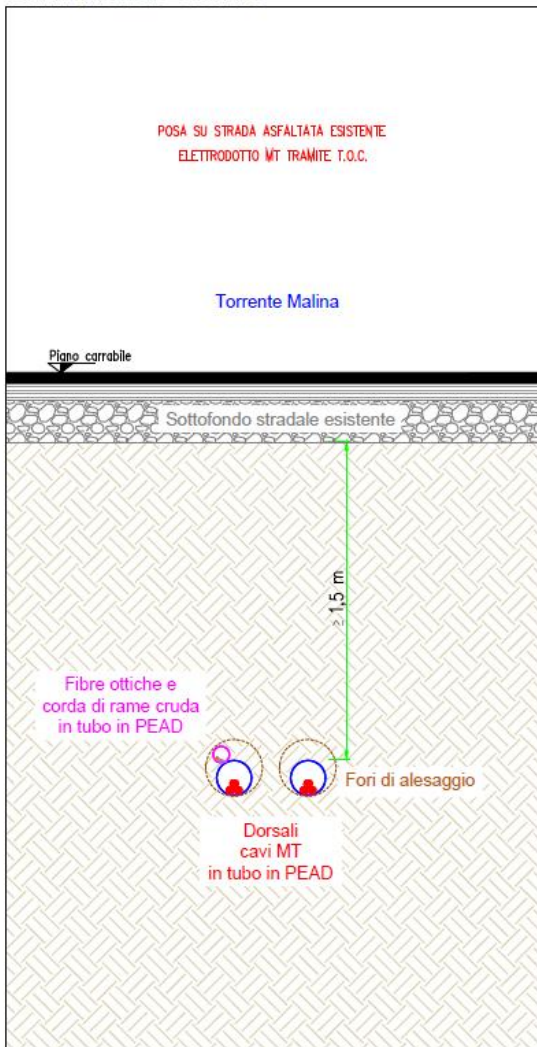 POSA SU STRADA ASFALTATA ESISTENTE
ELETTRODOTTO MT TRAMITE T.O.C.
Torrente Malina
Piano carrabile
Sottofondo stradale esistente
≥ 1,5 m
Fibre ottiche e
corda di rame cruda
in tubo in PEAD
Fori di alesaggio
Dorsali
cavi MT
in tubo in PEAD